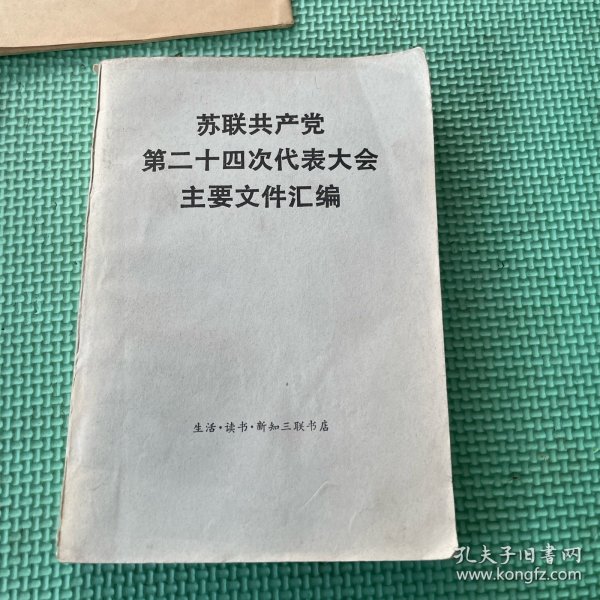 苏联共产党
第二十四次代表大会
主要文件汇编
生活·读书·新知三联书店
孔夫子旧书网
www.kongfz.com